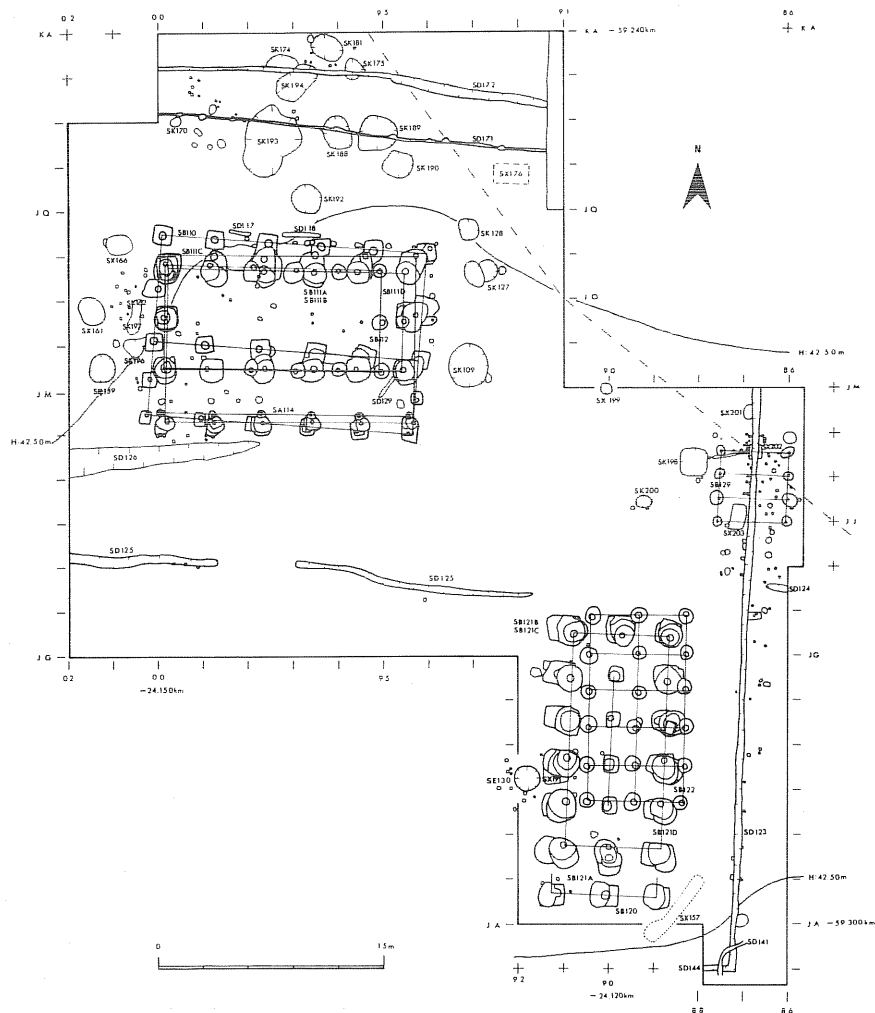 02 00 95 91 86
KA KA −59 240km
SK181
SK174
SK175
SK194
SD172
SK170
SK189
SD171
SK193
SK188
SK190
SX176
N
SK192
JQ JQ
SB110
SD117
SD118
SK128
SB111C
SX166
SK127
SB111A
SB111D
SB111B
JO
SX161
SK197
SB112
H:42.50m
SK196
SK109
90 86
JM JM
SD129
SX199
SA114
SX201
H:42.50m
SD126
SK198
SB129
SK200
JJ
SX203
SD125
SD125
SD124
SB121B
SB121C
JG JG
02 00 95
−24.150km
SE130
SB122
SB121D
SD123
SB121A
H:42.50m
SB120
SX157
JA JA −59 300km
0 15m
SD141
SD144
92 90
−24.120km
88 86